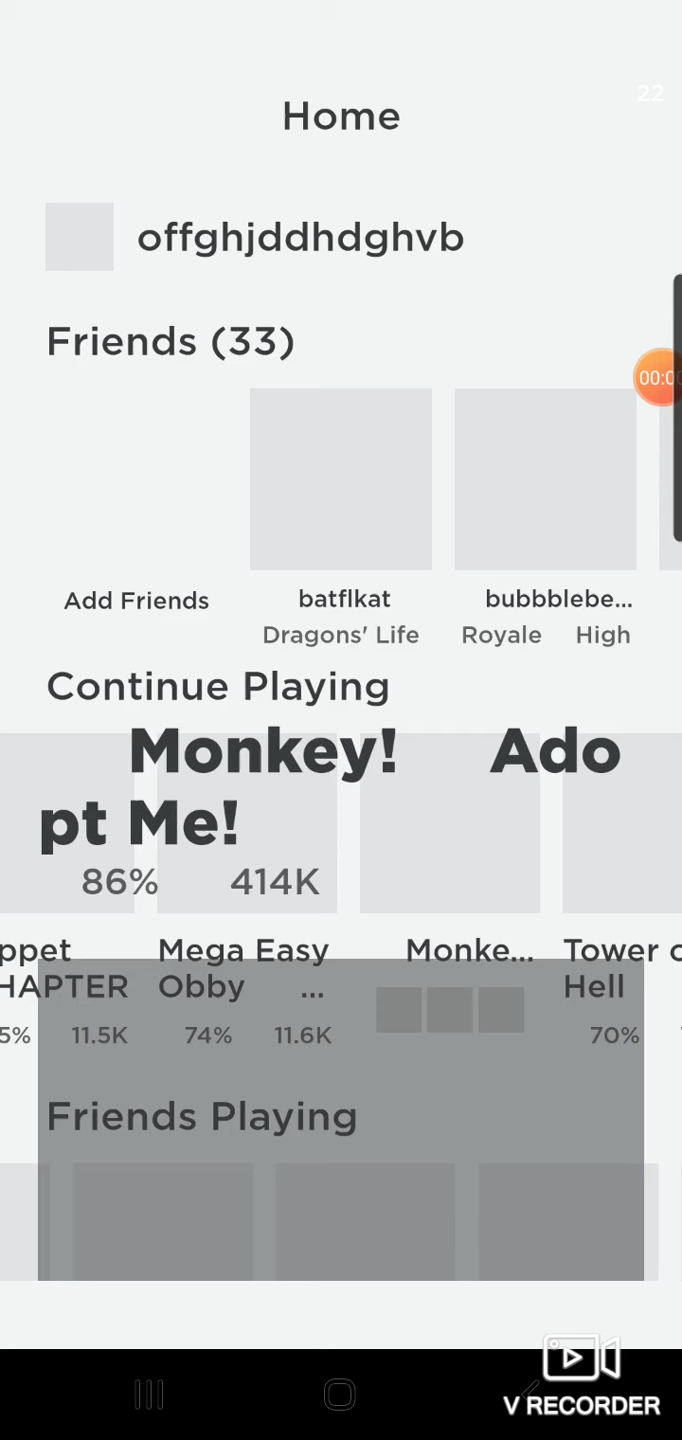 22
Home
offghjddhdghvb
Friends (33)
00:0
Add Friends
batflkat
bubbblebe...
Dragons' Life
Royale High
Continue Playing
Monkey! Ado
pt Me!
86% 414K
ppet
HAPTER
5% 11.5K
Mega Easy
Obby ...
74% 11.6K
Monke...
Tower o
Hell
70%
Friends Playing
V RECORDER